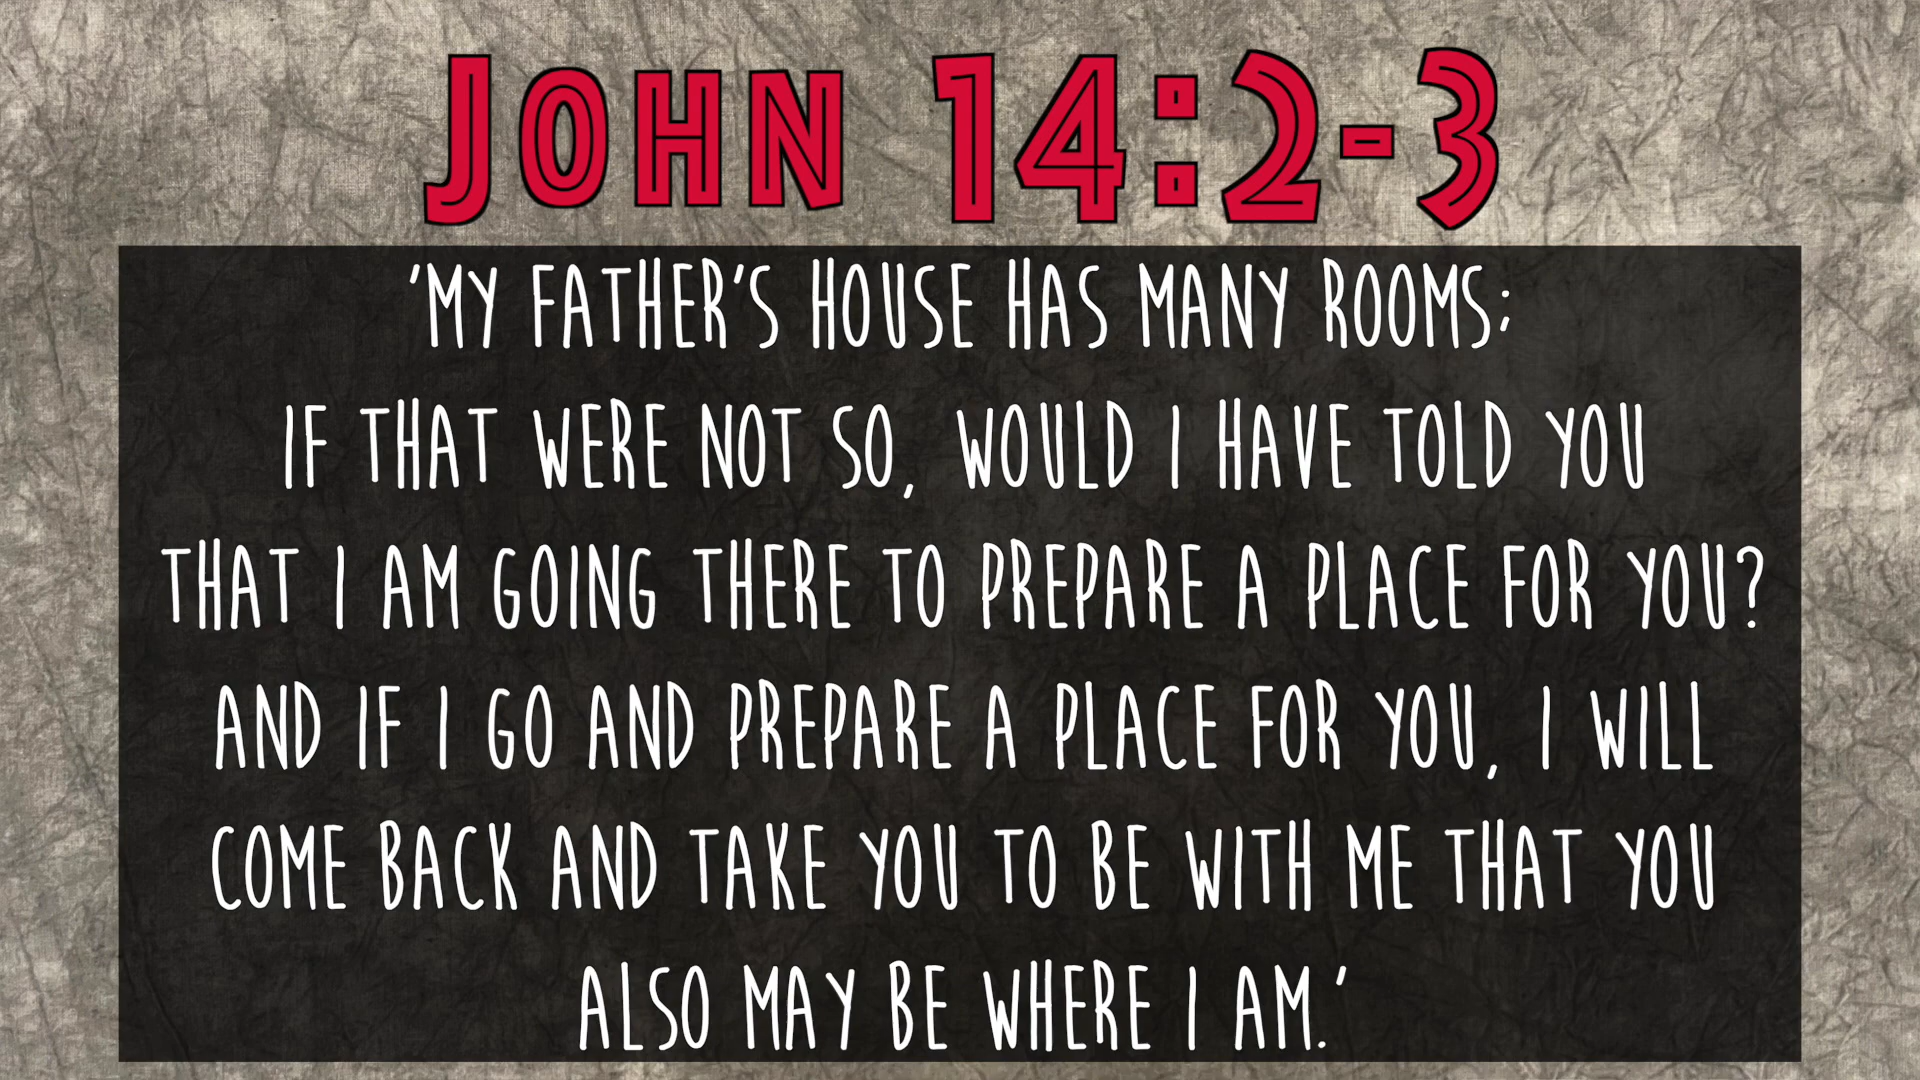 JOHN 14:2-3
'MY FATHER'S HOUSE HAS MANY ROOMS;
IF THAT WERE NOT SO, WOULD I HAVE TOLD YOU
THAT I AM GOING THERE TO PREPARE A PLACE FOR YOU?
AND IF I GO AND PREPARE A PLACE FOR YOU, I WILL
COME BACK AND TAKE YOU TO BE WITH ME THAT YOU
ALSO MAY BE WHERE I AM.'